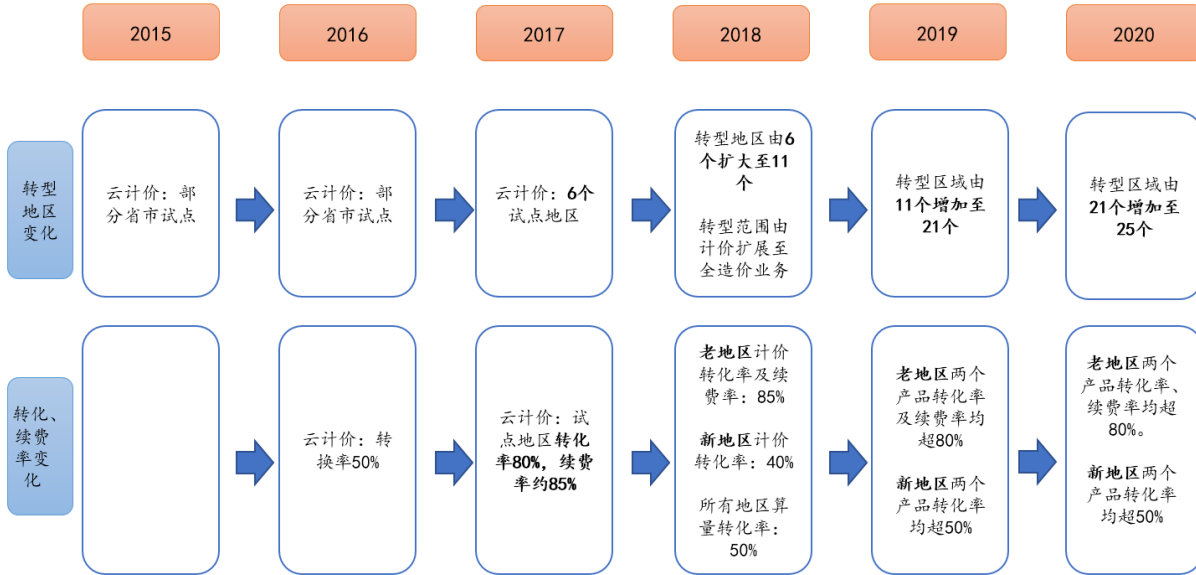 2015
2016
2017
2018
2019
2020
转型
地区
变化
云计价：部
分省市试点
云计价：部
分省市试点
云计价：6个
试点地区
转型地区由6
个扩大至11
个
转型范围由
计价扩展至
全造价业务
转型区域由
11个增加至
21个
转型区域由
21个增加至
25个
转化、
续费
率变
化
云计价：转
换率50%
云计价：试
点地区转化
率80%，续费
率约85%
老地区计价
转化率及续
费率：85%
新地区计价
转化率：40%
所有地区算
量转化率：
50%
老地区两个
产品转化率
及续费率均
超80%
新地区两个
产品转化率
均超50%
老地区两个
产品转化率、
续费率均超
80%。
新地区两个
产品转化率
均超50%